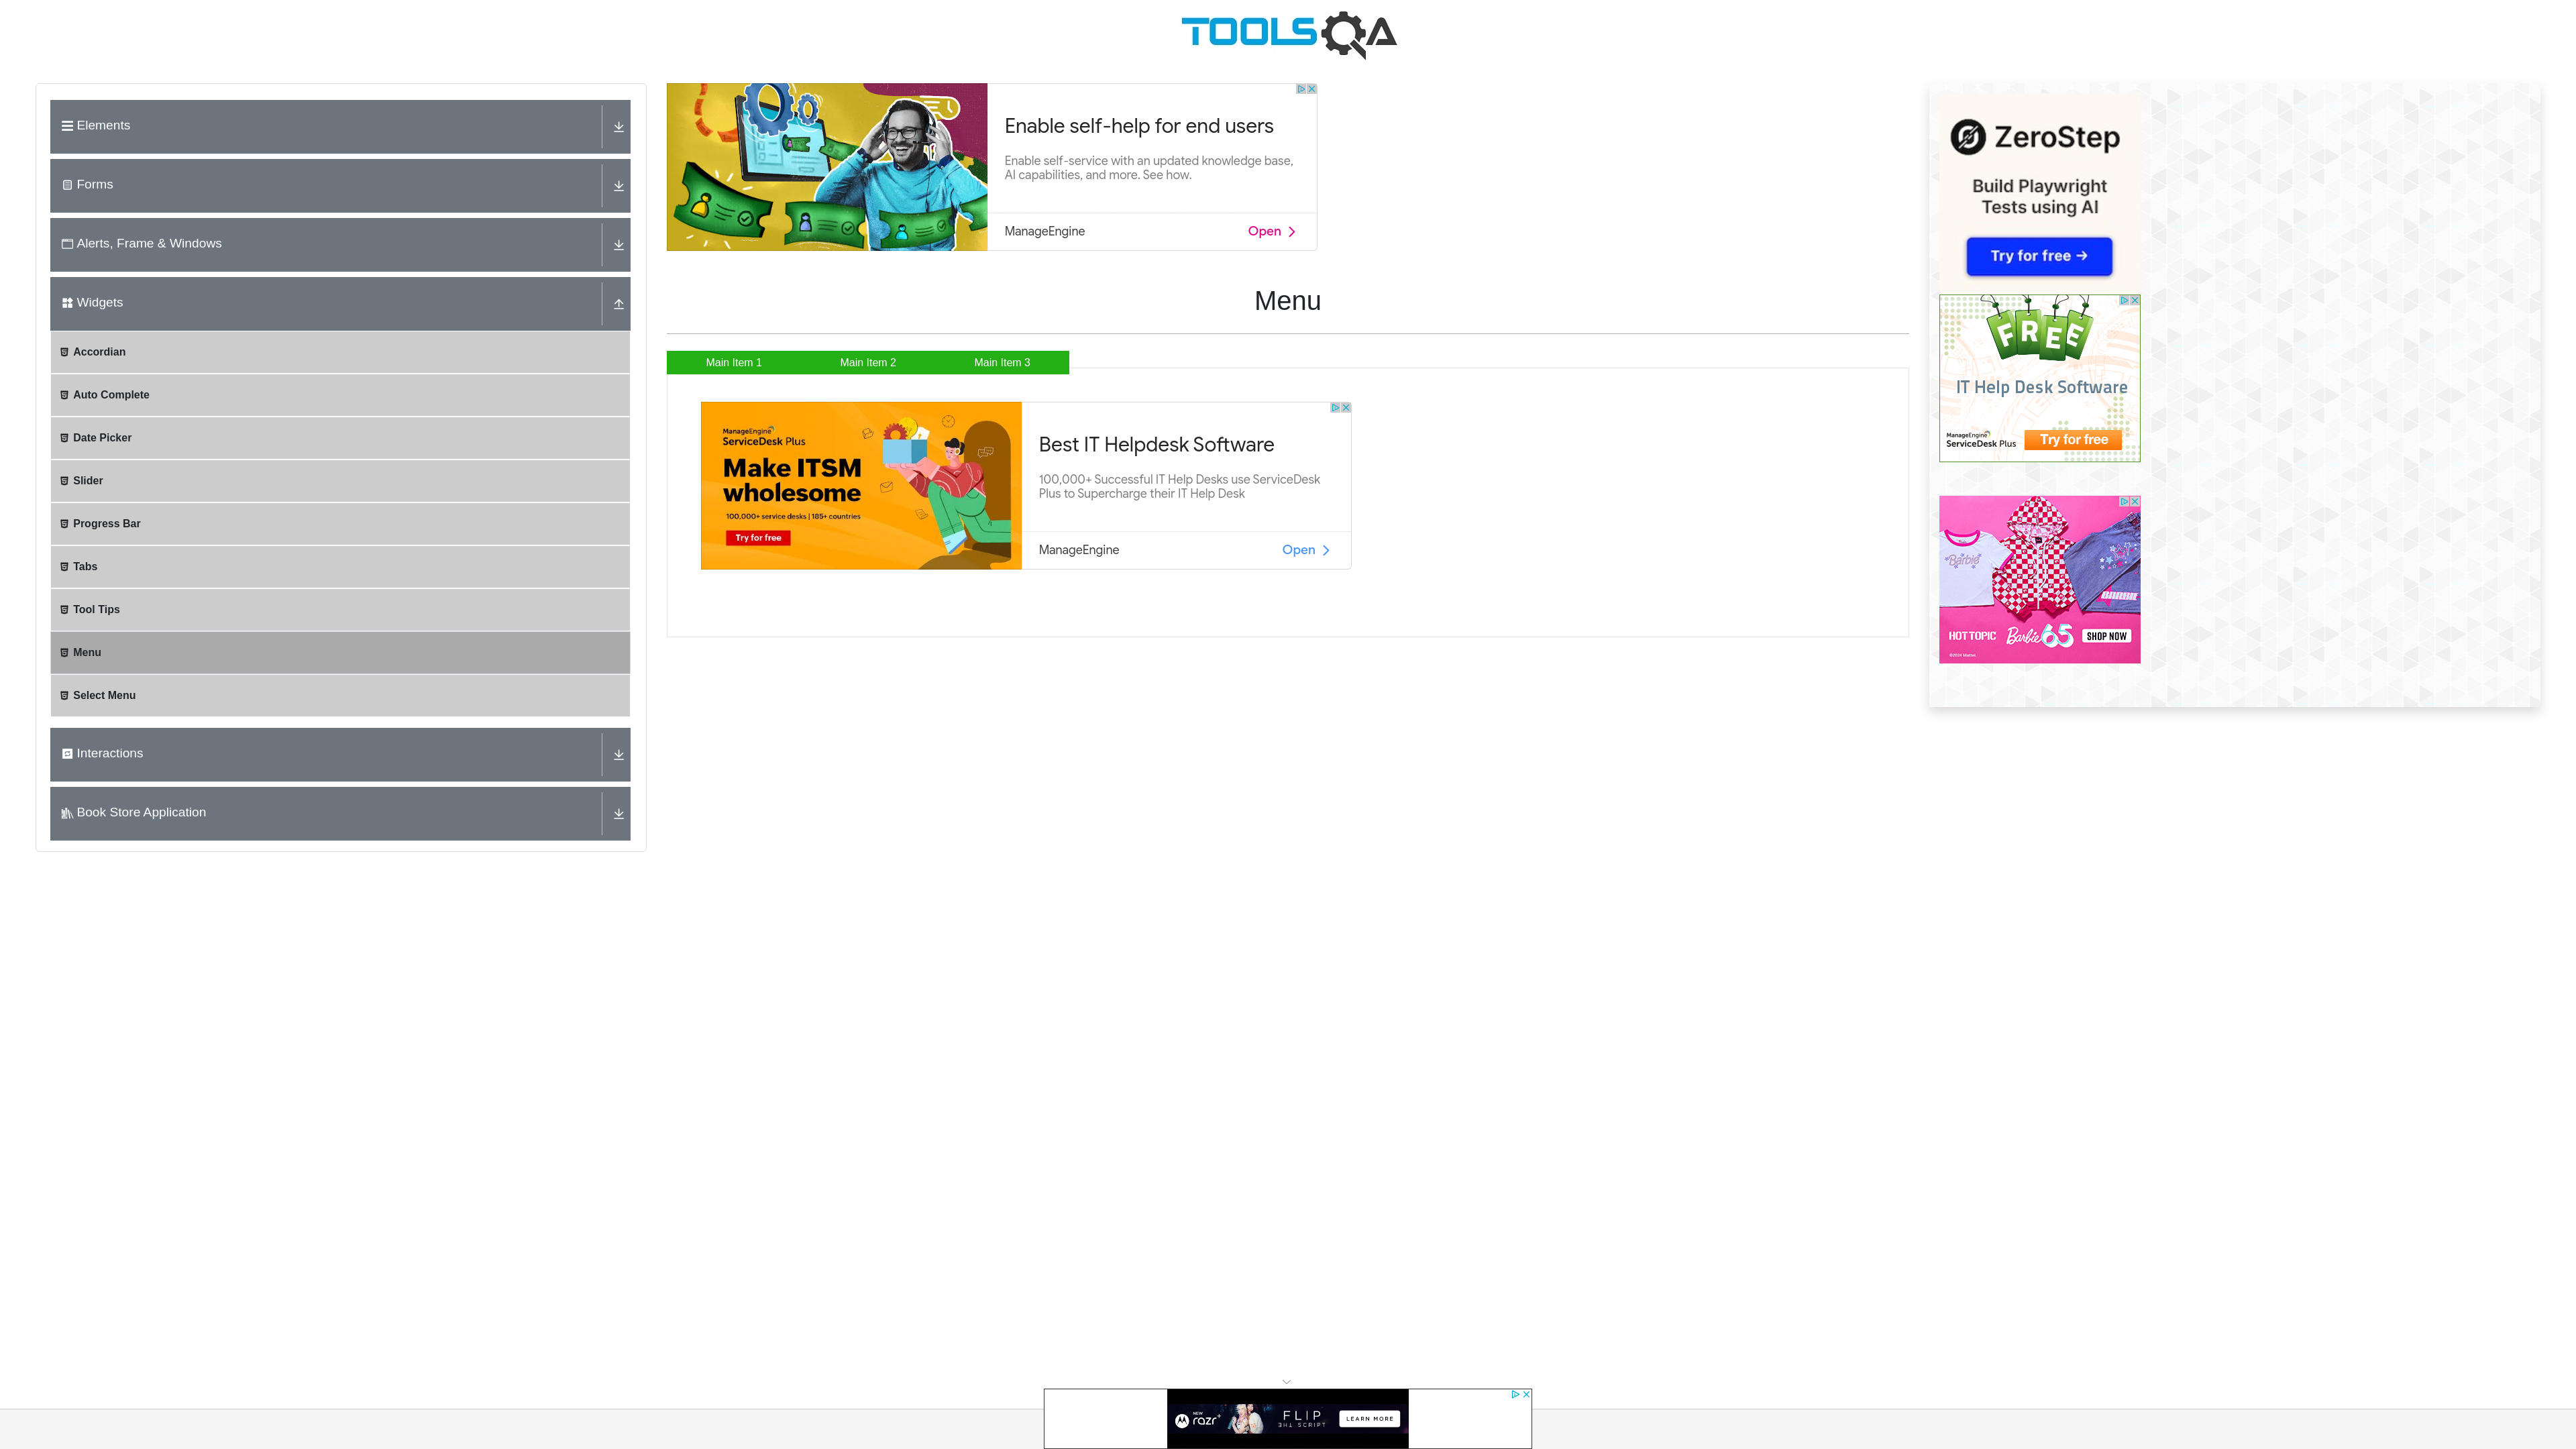 TOOLSQA
Elements
Forms
Alerts, Frame & Windows
Widgets
Accordian
Auto Complete
Date Picker
Slider
Progress Bar
Tabs
Tool Tips
Menu
Select Menu
Interactions
Book Store Application
Enable self-help for end users
Enable self-service with an updated knowledge base,
AI capabilities, and more. See how.
ManageEngine
Open
Menu
Main Item 1
Main Item 2
Main Item 3
ManageEngine
ServiceDesk Plus
Make ITSM
wholesome
100,000+ service desks | 185+ countries
Try for free
Best IT Helpdesk Software
100,000+ Successful IT Help Desks use ServiceDesk
Plus to Supercharge their IT Help Desk
ManageEngine
Open
ZeroStep
Build Playwright
Tests using AI
Try for free →
FREE
IT Help Desk Software
ManageEngine
ServiceDesk Plus
Try for free
Barbie
BARBIE
HOT TOPIC
Barbie 65
SHOP NOW
©2024 Mattel
NEW
razr+
FLIP
THE SCRIPT
LEARN MORE